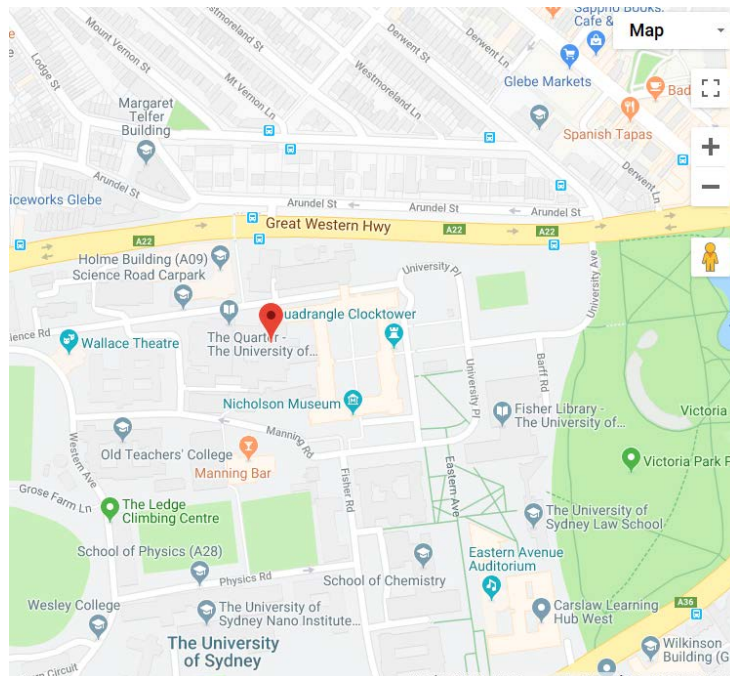 Sappho Books.
Cafe &
Map
Mount Vernon St
Westmoreland St
Derwent St
Derwent Ln
Lodge St
Mt Vernon Ln
Westmoreland Ln
Glebe Markets
Margaret
Telfer
Building
Bad
Spanish Tapas
Derwent Ln
Arundel St
iceworks Glebe
Arundel St
Arundel St
Arundel St
Great Western Hwy
A22
A22
A22
Holme Building (A09)
Science Road Carpark
University Pl
University Ave
uadrangle Clocktower
ience Rd
Wallace Theatre
The Quarter -
The University of...
University Pl
Barff Rd
Nicholson Museum
Fisher Library -
The University of...
Victoria
Manning Rd
Old Teachers' College
Manning Bar
Western Ave
Fisher Rd
Eastern Ave
Victoria Park P
Grose Farm Ln
The Ledge
Climbing Centre
The University of
Sydney Law School
School of Physics (A28)
Physics Rd
School of Chemistry
Eastern Avenue
Auditorium
Wesley College
The University of
Sydney Nano Institute...
Carslaw Learning
Hub West
A36
The University
of Sydney
Wilkinson
Building (G
m Circuit